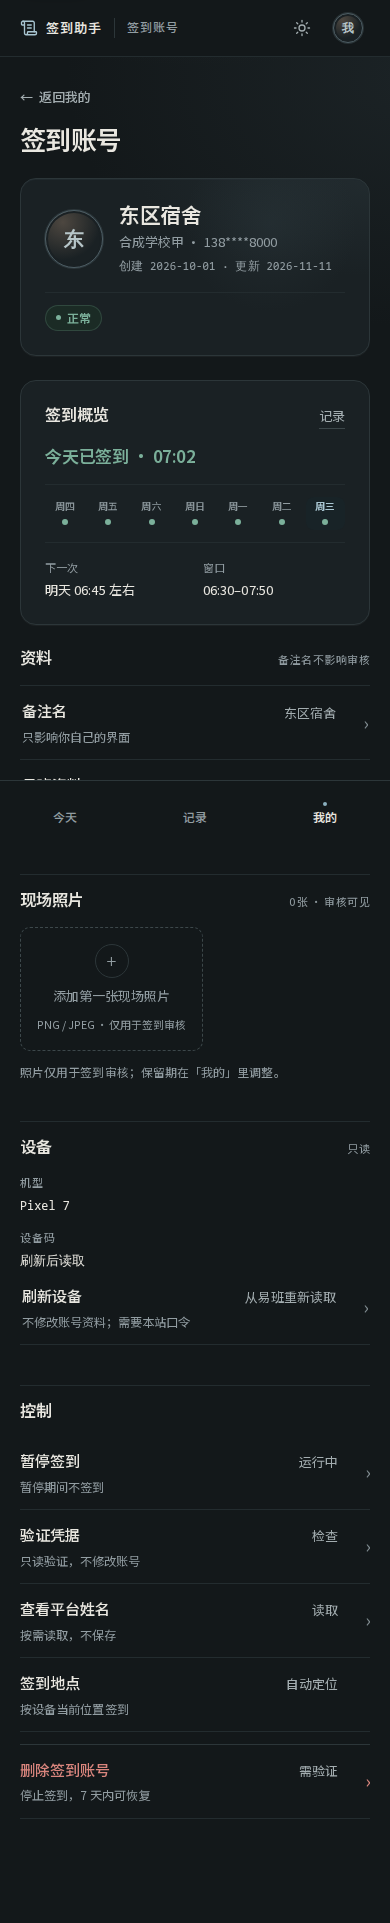 签到助手 签到账号 我
← 返回我的
签到账号
东
东区宿舍
合成学校甲 · 138****8000
创建 2026-10-01 · 更新 2026-11-11
正常
签到概览 记录
今天已签到 · 07:02
周四 周五 周六 周日 周一 周二 周三
下一次 窗口
明天 06:45 左右 06:30–07:50
资料 备注名不影响审核
备注名 东区宿舍 ›
只影响你自己的界面
今天 记录 我的
现场照片 0 张 · 审核可见
+
添加第一张现场照片
PNG / JPEG · 仅用于签到审核
照片仅用于签到审核；保留期在「我的」里调整。
设备 只读
机型
Pixel 7
设备码
刷新后读取
刷新设备 从易班重新读取 ›
不修改账号资料；需要本站口令
控制
暂停签到 运行中 ›
暂停期间不签到
验证凭据 检查 ›
只读验证，不修改账号
查看平台姓名 读取 ›
按需读取，不保存
签到地点 自动定位
按设备当前位置签到
删除签到账号 需验证 ›
停止签到，7 天内可恢复